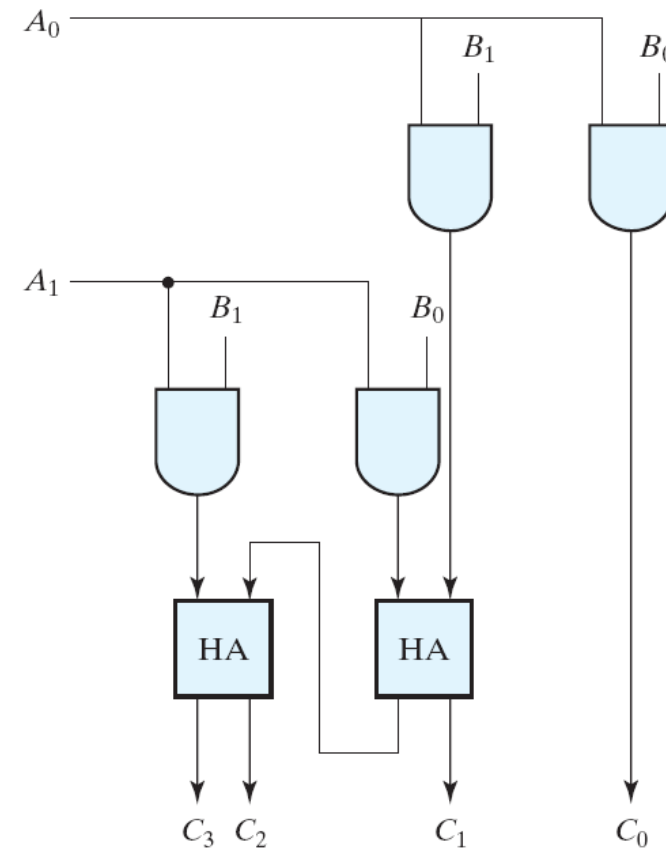 A₀
B₁ B₀
A₁
B₁ B₀
HA HA
C₃ C₂ C₁ C₀